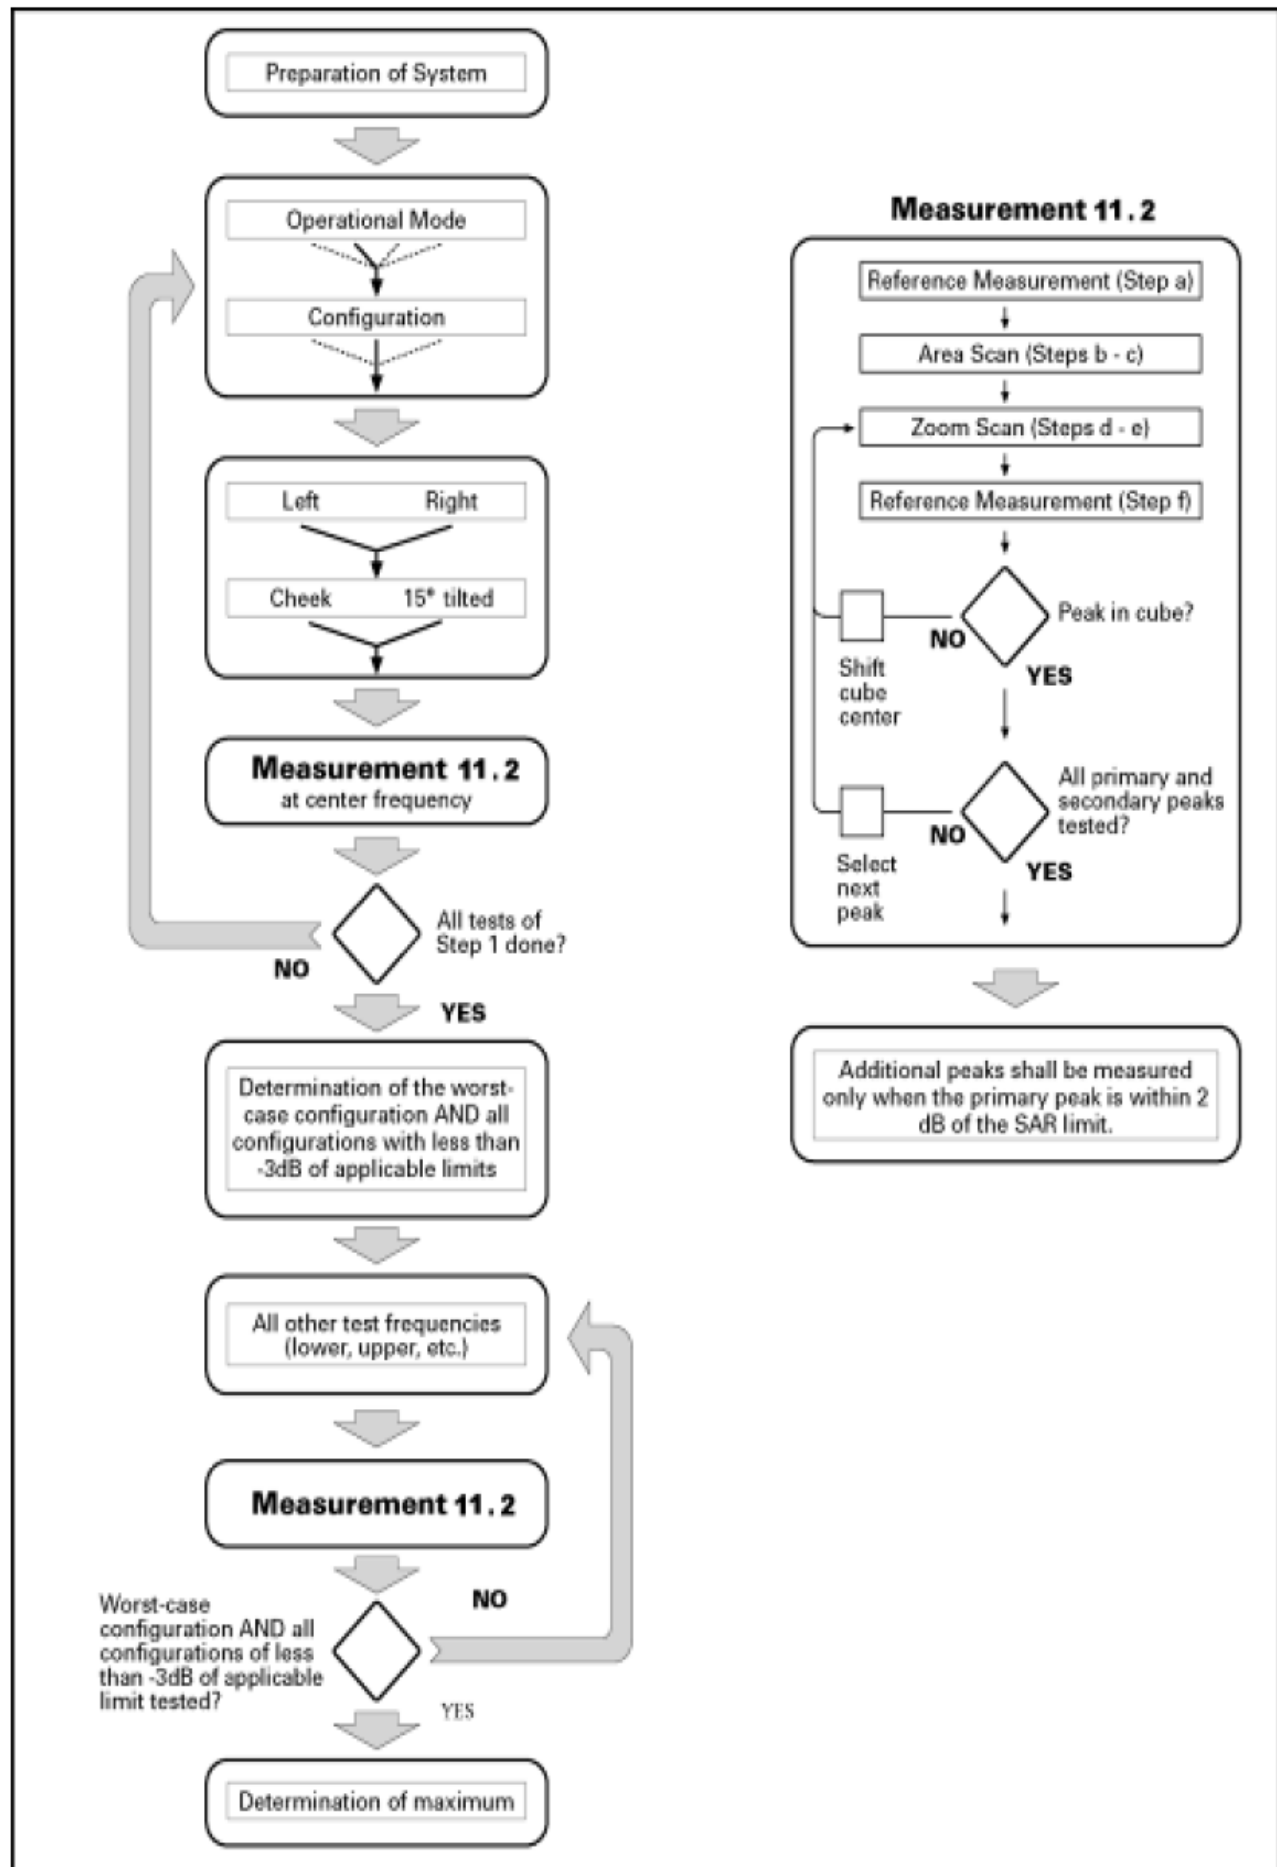 Preparation of System
Operational Mode
Configuration
Left Right
Cheek 15° tilted
Measurement 11.2
at center frequency
All tests of
Step 1 done?
NO
YES
Determination of the worst-
case configuration AND all
configurations with less than
-3dB of applicable limits
All other test frequencies
(lower, upper, etc.)
Measurement 11.2
NO
Worst-case
configuration AND all
configurations of less
than -3dB of applicable
limit tested?
YES
Determination of maximum
Measurement 11.2
Reference Measurement (Step a)
Area Scan (Steps b - c)
Zoom Scan (Steps d - e)
Reference Measurement (Step f)
Peak in cube?
NO
Shift
cube
center
YES
All primary and
secondary peaks
tested?
NO
Select
next
peak
YES
Additional peaks shall be measured
only when the primary peak is within 2
dB of the SAR limit.